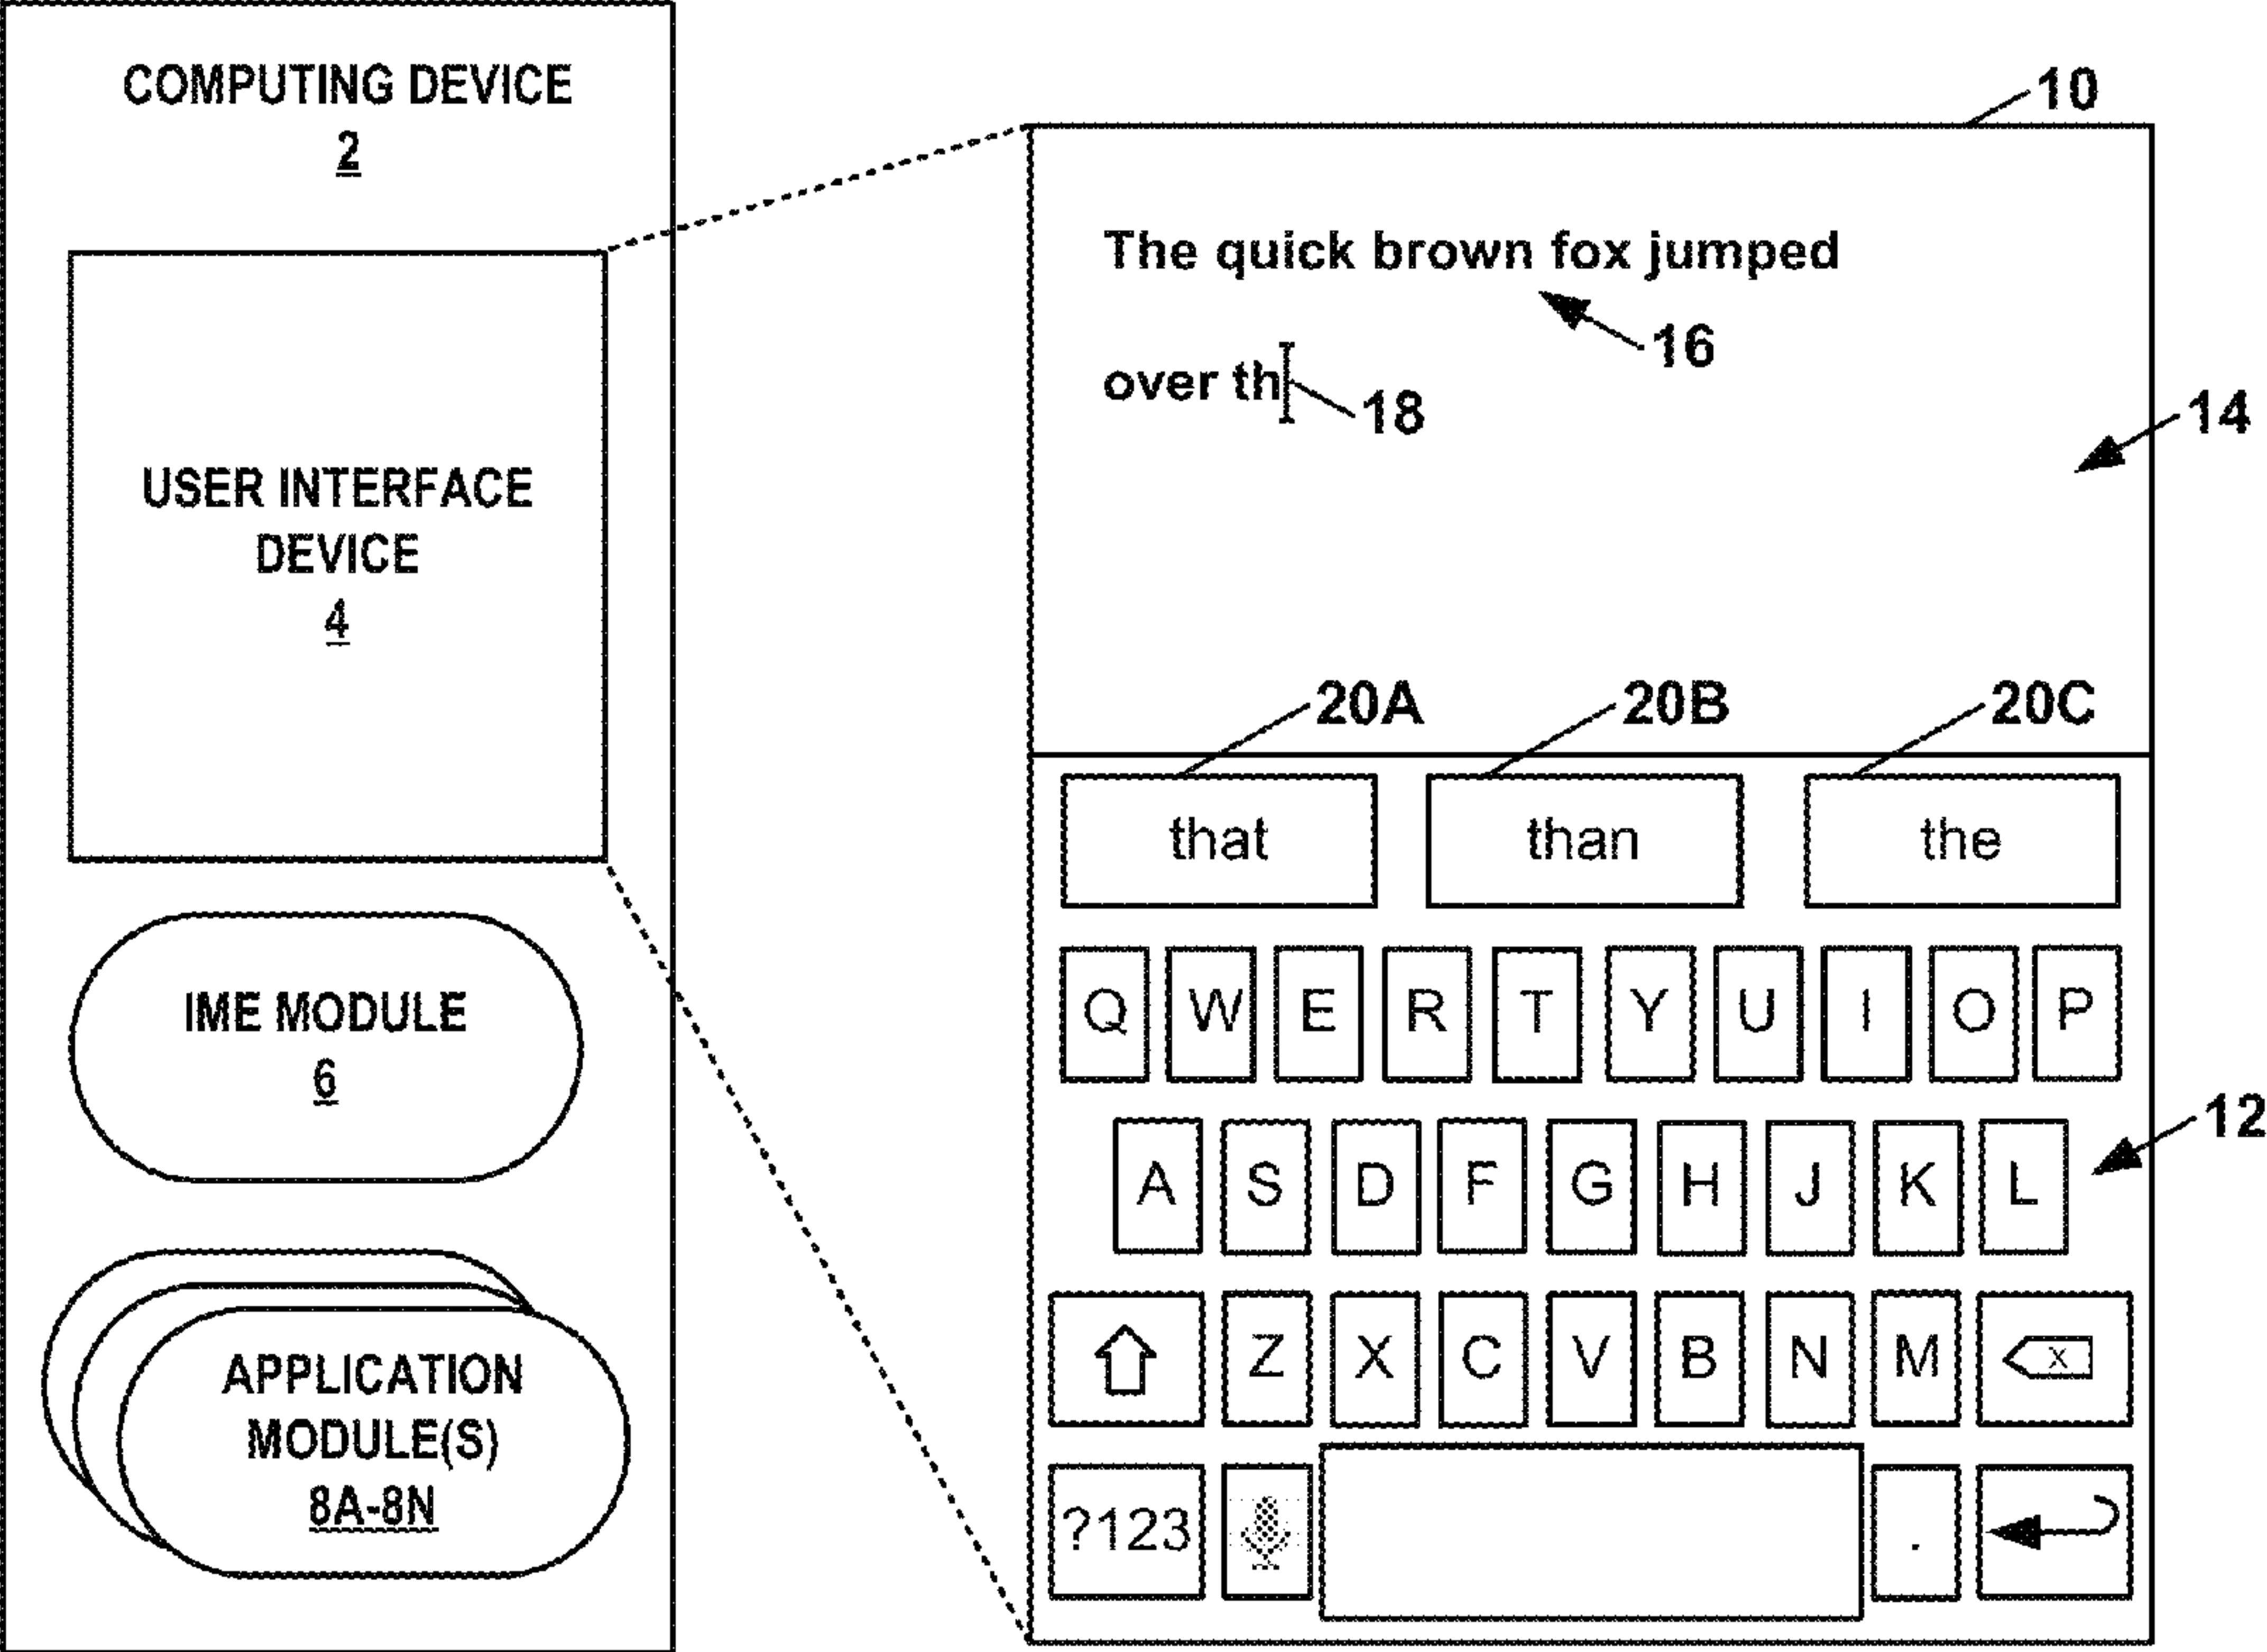 COMPUTING DEVICE
2
USER INTERFACE
DEVICE
4
IME MODULE
6
APPLICATION
MODULE(S)
8A-8N
10
The quick brown fox jumped
16
over th
18
14
20A 20B 20C
that than the
Q W E R T Y U I O P
12
A S D F G H J K L
Z X C V B N M x
?123 .